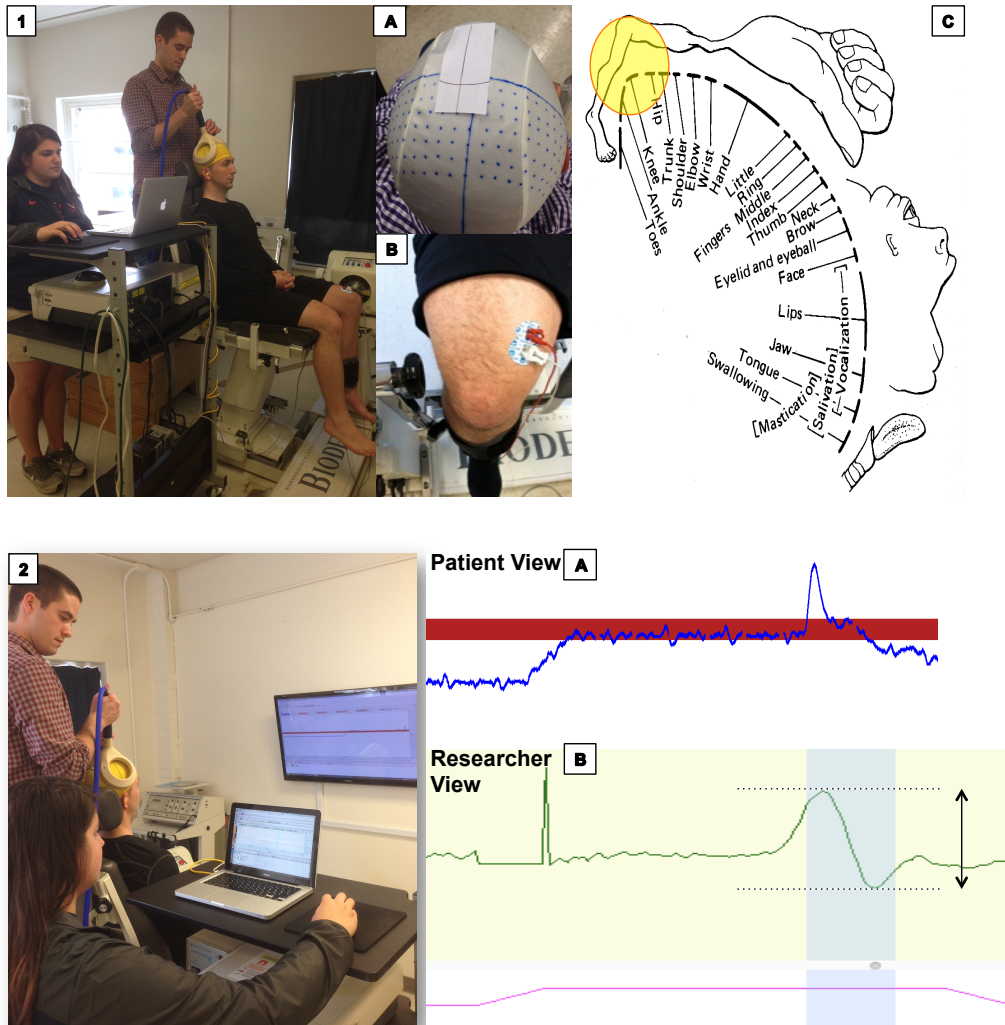 1
A
C
BIODEX
B
BIODE
Hip
Trunk
Shoulder
Elbow
Wrist
Hand
Little
Ring
Middle
Index
Thumb
Fingers
Neck
Brow
Eyelid and eyeball
Face
Lips
Jaw
Tongue
Swallowing
Knee
Ankle
Toes
[Mastication]
[Salivation]
[Vocalization]
2
Patient View
A
Researcher
View
B